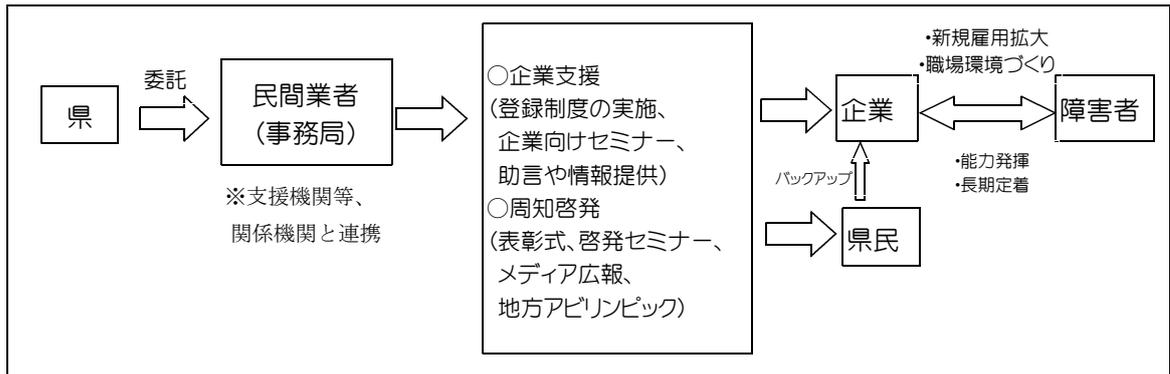 県
委託
民間業者
(事務局)
※支援機関等、
関係機関と連携
○企業支援
(登録制度の実施、
企業向けセミナー、
助言や情報提供)
○周知啓発
(表彰式、啓発セミナー、
メディア広報、
地方アビリンピック)
企業
バックアップ
県民
・新規雇用拡大
・職場環境づくり
・能力発揮
・長期定着
障害者